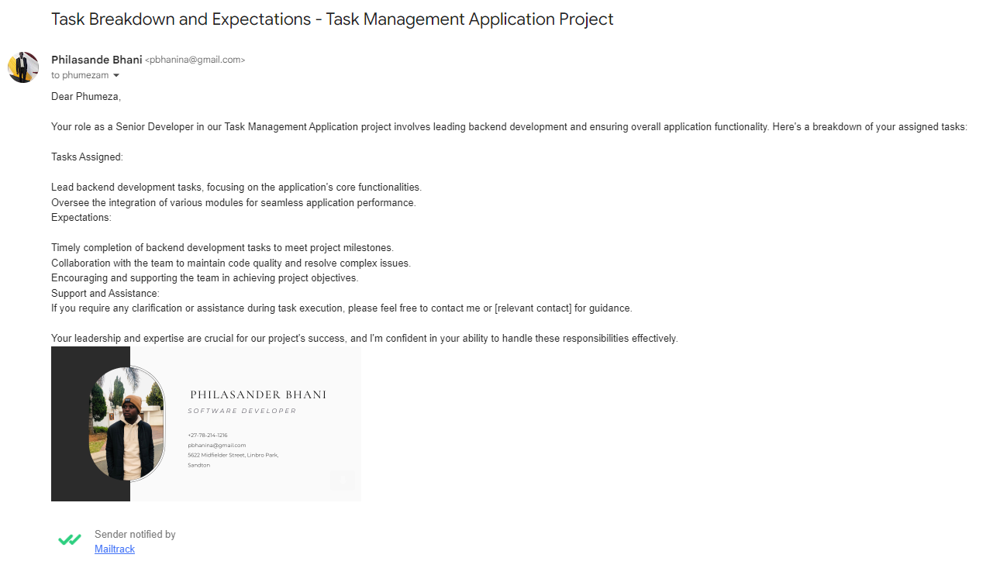 Task Breakdown and Expectations - Task Management Application Project
Philasande Bhani <pbhanina@gmail.com>
to phumezam
Dear Phumeza,
Your role as a Senior Developer in our Task Management Application project involves leading backend development and ensuring overall application functionality. Here's a breakdown of your assigned tasks:
Tasks Assigned:
Lead backend development tasks, focusing on the application's core functionalities.
Oversee the integration of various modules for seamless application performance.
Expectations:
Timely completion of backend development tasks to meet project milestones.
Collaboration with the team to maintain code quality and resolve complex issues.
Encouraging and supporting the team in achieving project objectives.
Support and Assistance:
If you require any clarification or assistance during task execution, please feel free to contact me or [relevant contact] for guidance.
Your leadership and expertise are crucial for our project's success, and I'm confident in your ability to handle these responsibilities effectively.
PHILASANDER BHANI
SOFTWARE DEVELOPER
+27-78-214-1216
pbhanina@gmail.com
5622 Midfielder Street, Linbro Park,
Sandton
Sender notified by
Mailtrack